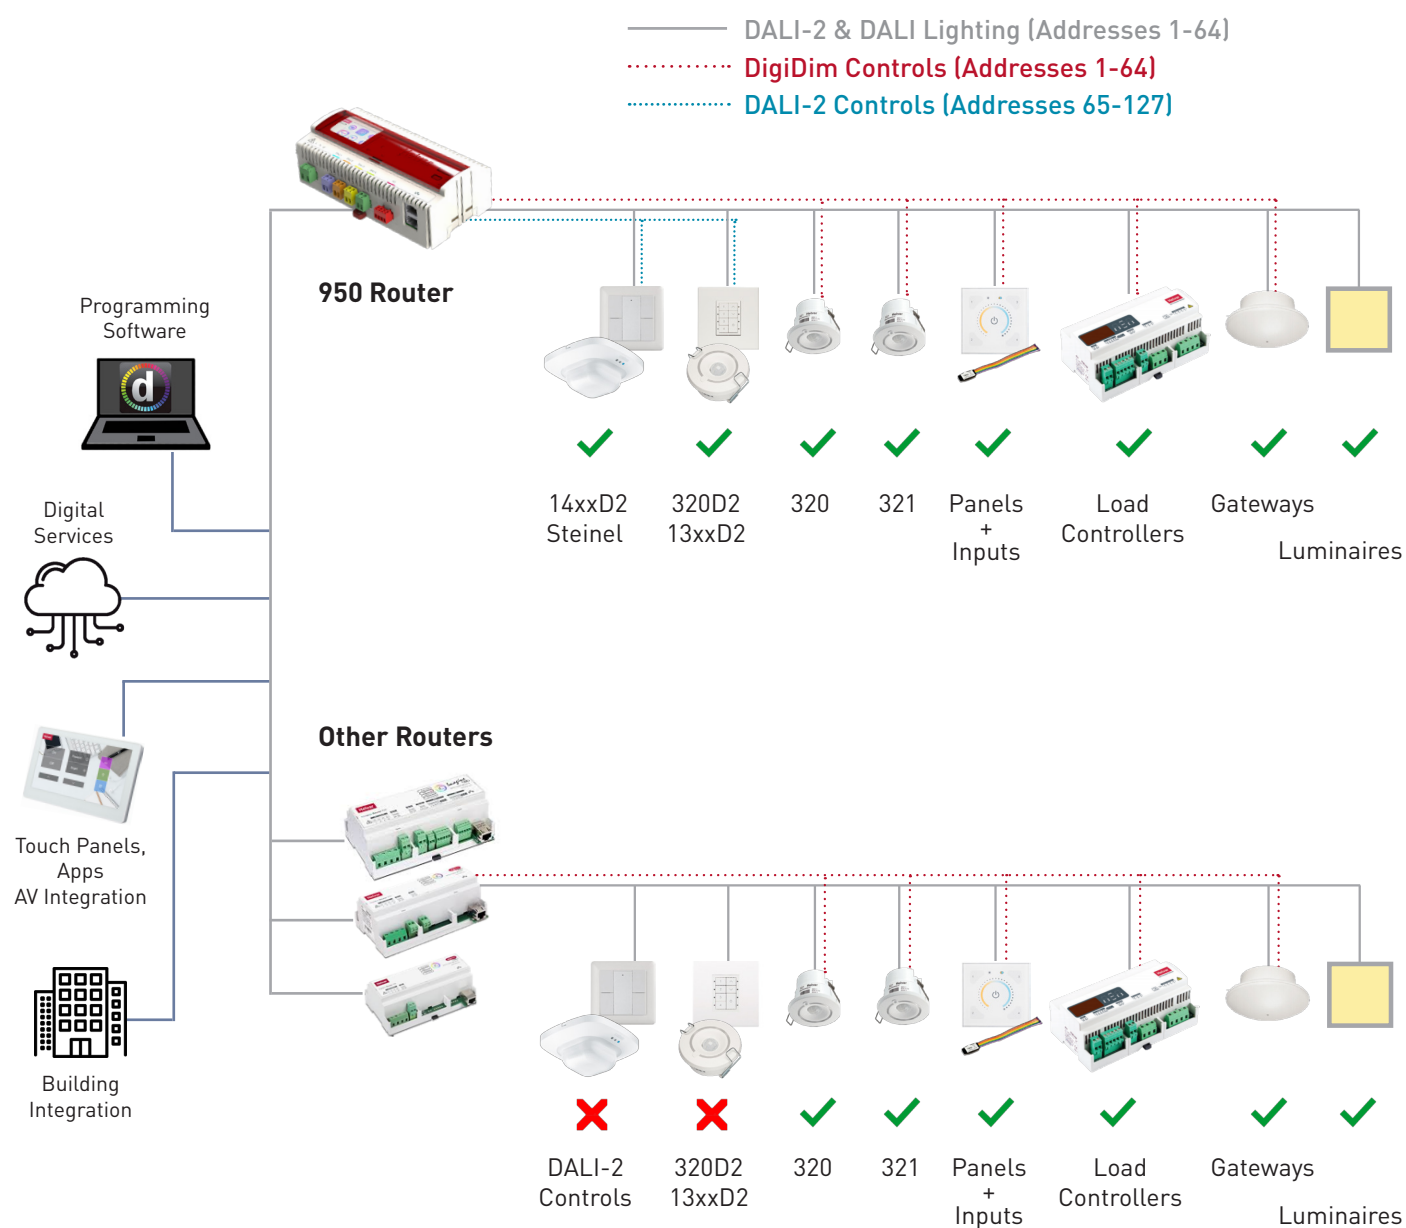 DALI-2 & DALI Lighting (Addresses 1-64)
DigiDim Controls (Addresses 1-64)
DALI-2 Controls (Addresses 65-127)
950 Router
Programming
Software
d
Digital
Services
Touch Panels,
Apps
AV Integration
Building
Integration
14xxD2
Steinel
320D2
13xxD2
320
321
Panels
+
Inputs
Load
Controllers
Gateways
Luminaires
Other Routers
DALI-2
Controls
320D2
13xxD2
320
321
Panels
+
Inputs
Load
Controllers
Gateways
Luminaires